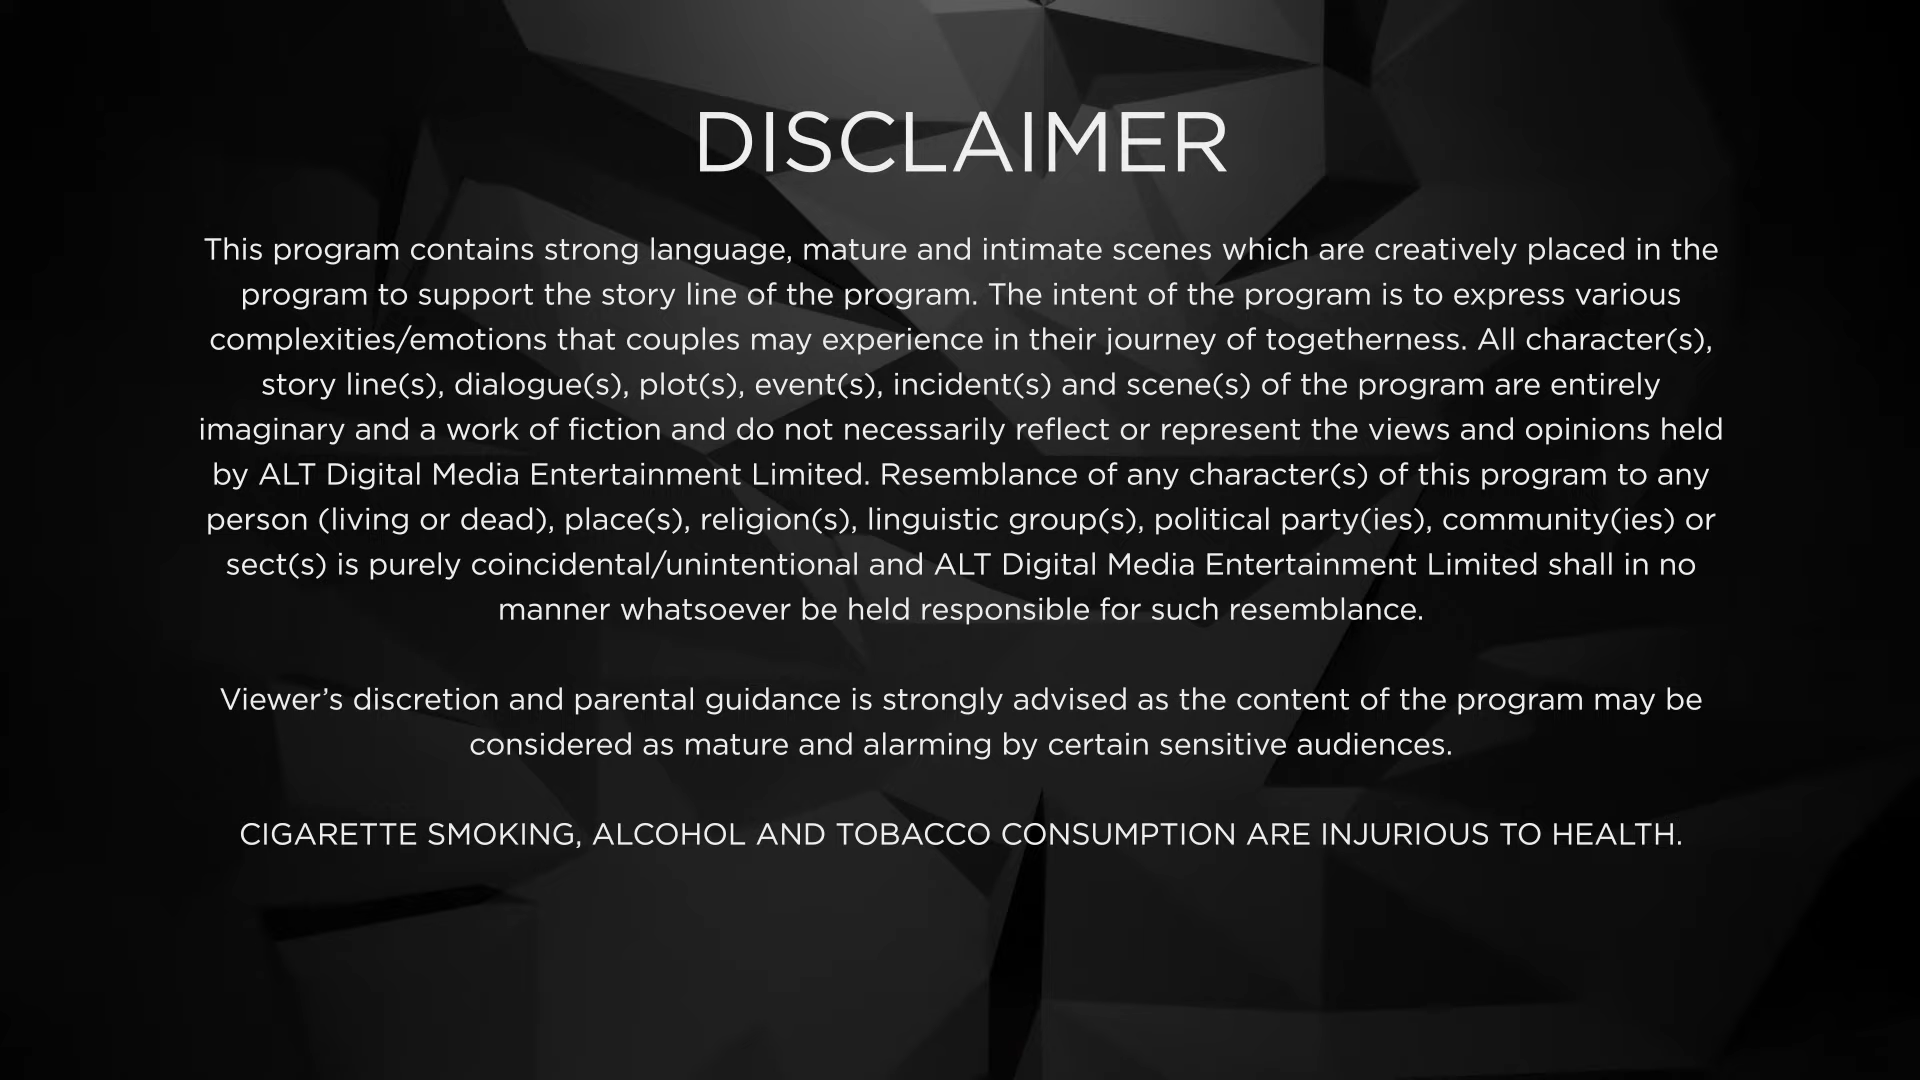 DISCLAIMER
This program contains strong language, mature and intimate scenes which are creatively placed in the
program to support the story line of the program. The intent of the program is to express various
complexities/emotions that couples may experience in their journey of togetherness. All character(s),
story line(s), dialogue(s), plot(s), event(s), incident(s) and scene(s) of the program are entirely
imaginary and a work of fiction and do not necessarily reflect or represent the views and opinions held
by ALT Digital Media Entertainment Limited. Resemblance of any character(s) of this program to any
person (living or dead), place(s), religion(s), linguistic group(s), political party(ies), community(ies) or
sect(s) is purely coincidental/unintentional and ALT Digital Media Entertainment Limited shall in no
manner whatsoever be held responsible for such resemblance.
Viewer’s discretion and parental guidance is strongly advised as the content of the program may be
considered as mature and alarming by certain sensitive audiences.
CIGARETTE SMOKING, ALCOHOL AND TOBACCO CONSUMPTION ARE INJURIOUS TO HEALTH.